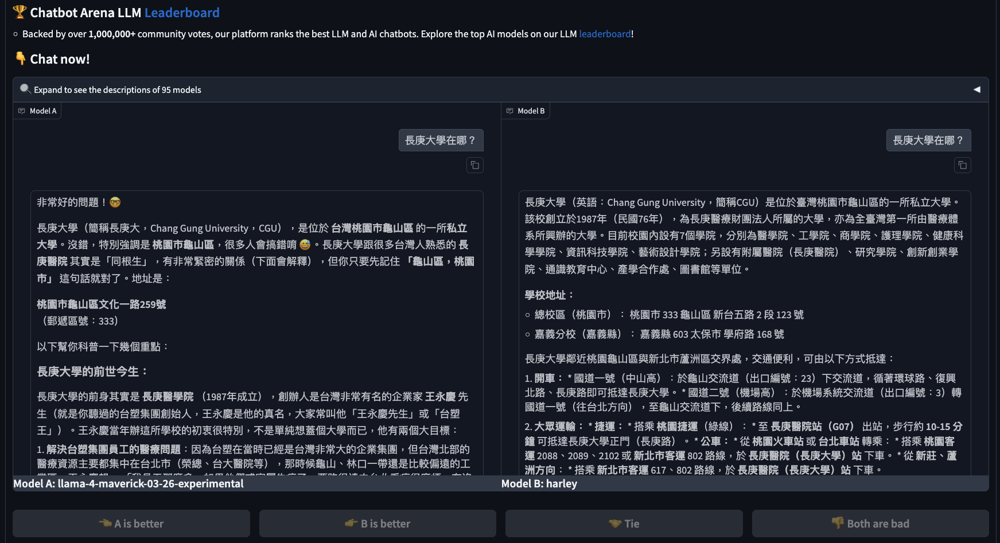 🏆 Chatbot Arena LLM Leaderboard
Backed by over 1,000,000+ community votes, our platform ranks the best LLM and AI chatbots. Explore the top AI models on our LLM leaderboard!
👇 Chat now!
🔍 Expand to see the descriptions of 95 models
Model A
長庚大學在哪？
非常好的問題！🤓
長庚大學（簡稱長庚大，Chang Gung University，CGU），是位於 台灣桃園市龜山區 的一所私立
大學。沒錯，特別強調是 桃園市龜山區，很多人會搞錯唷 😅。長庚大學跟很多台灣人熟悉的 長
庚醫院 其實是「同根生」，有非常緊密的關係（下面會解釋），但你只要先記住 「龜山區，桃園
市」 這句話就對了。地址是：
桃園市龜山區文化一路259號
（郵遞區號：333）
以下幫你科普一下幾個重點：
長庚大學的前世今生：
長庚大學的前身其實是 長庚醫學院 （1987年成立），創辦人是台灣非常有名的企業家 王永慶 先
生（就是你聽過的台塑集團創始人，王永慶是他的真名，大家常叫他「王永慶先生」或「台塑
王」）。王永慶當年辦這所學校的初衷很特別，不是單純想蓋個大學而已，他有兩個大目標：
1. 解決台塑集團員工的醫療問題：因為台塑在當時已經是台灣非常大的企業集團，但台灣北部的
醫療資源主要都集中在台北市（榮總、台大醫院等），那時候龜山、林口一帶還是比較偏遠的工
Model A: llama-4-maverick-03-26-experimental
Model B
長庚大學在哪？
長庚大學（英語：Chang Gung University，簡稱CGU）是位於臺灣桃園市龜山區的一所私立大學。
該校創立於1987年（民國76年），為長庚醫療財團法人所屬的大學，亦為全臺灣第一所由醫療體
系所興辦的大學。目前校園內設有7個學院，分別為醫學院、工學院、商學院、護理學院、健康科
學學院、資訊科技學院、藝術設計學院；另設有附屬醫院（長庚醫院）、研究學院、創新創業學
院、通識教育中心、產學合作處、圖書館等單位。
學校地址：
總校區（桃園市）： 桃園市 333 龜山區 新台五路 2 段 123 號
嘉義分校（嘉義縣）： 嘉義縣 603 太保市 學府路 168 號
長庚大學鄰近桃園龜山區與新北市蘆洲區交界處，交通便利，可由以下方式抵達：
1. 開車： * 國道一號（中山高）：於龜山交流道（出口編號：23）下交流道，循著環球路、復興
北路、長庚路即可抵達長庚大學。 * 國道二號（機場高）：於機場系統交流道（出口編號：3）轉
國道一號（往台北方向），至龜山交流道下，後續路線同上。
2. 大眾運輸： * 捷運： * 搭乘 桃園捷運（綠線）： * 至 長庚醫院站（G07） 出站，步行約 10-15 分
鐘 可抵達長庚大學正門（長庚路）。 * 公車： * 從 桃園火車站 或 台北車站 轉乘： * 搭乘 桃園客
運 2088、2089、2102 或 新北市客運 802 路線，於 長庚醫院（長庚大學）站 下車。 * 從 新莊、蘆
洲方向： * 搭乘 新北市客運 617、802 路線，於 長庚醫院（長庚大學）站 下車。
Model B: harley
👈 A is better
👉 B is better
🤝 Tie
👎 Both are bad